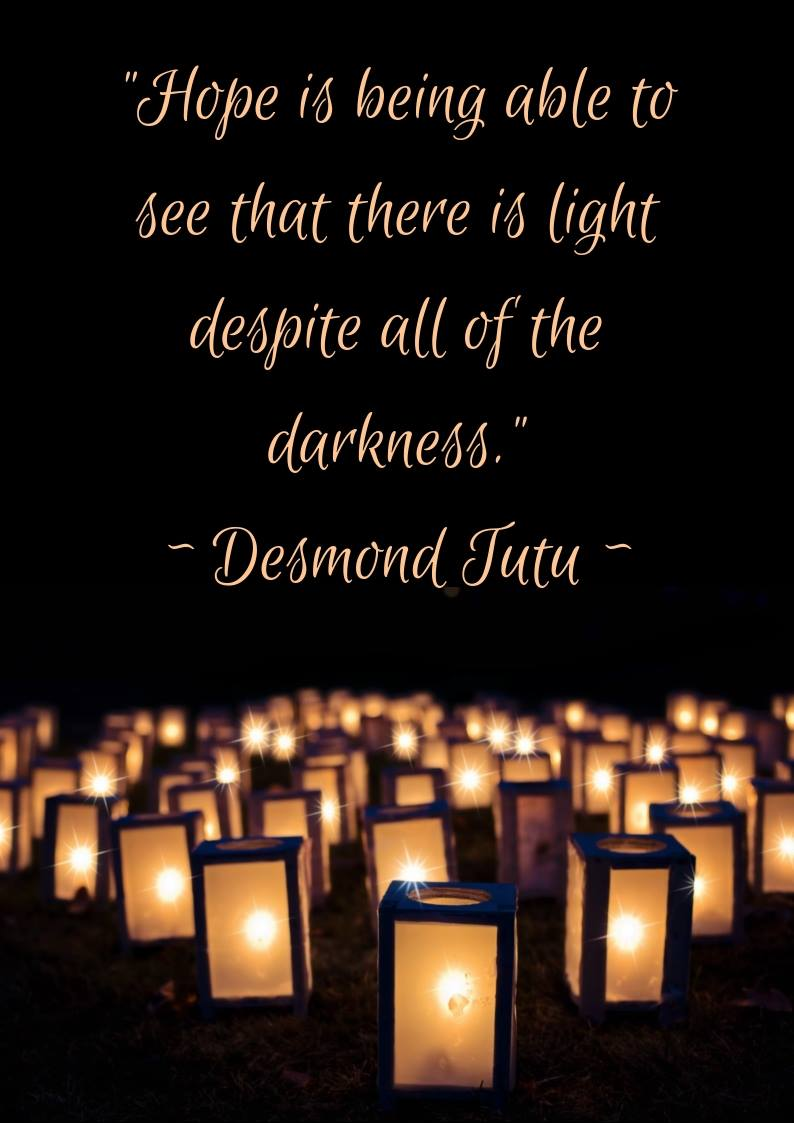 "Hope is being able to
see that there is light
despite all of the
darkness."
~ Desmond Tutu ~